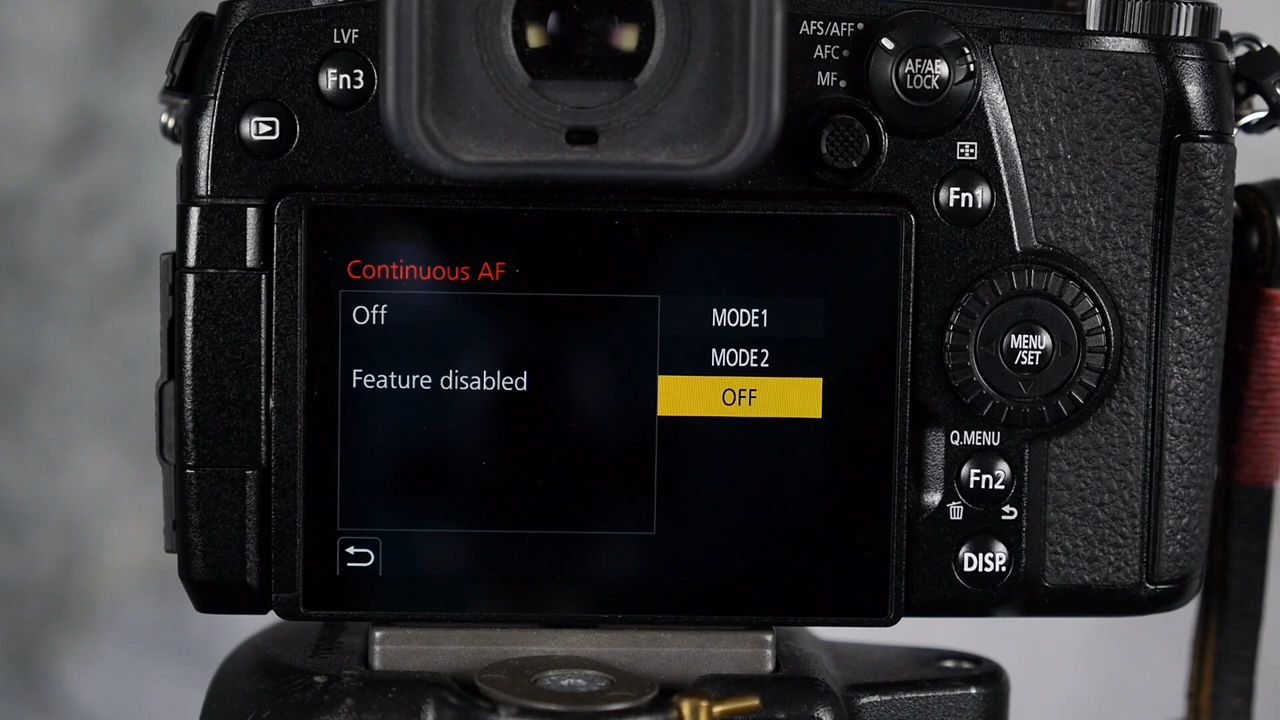 LVF
Fn3
AFS/AFF
AFC
MF
AF/AE
LOCK
Fn1
Continuous AF
Off
Feature disabled
MODE1
MODE2
OFF
MENU
/SET
Q.MENU
Fn2
DISP.